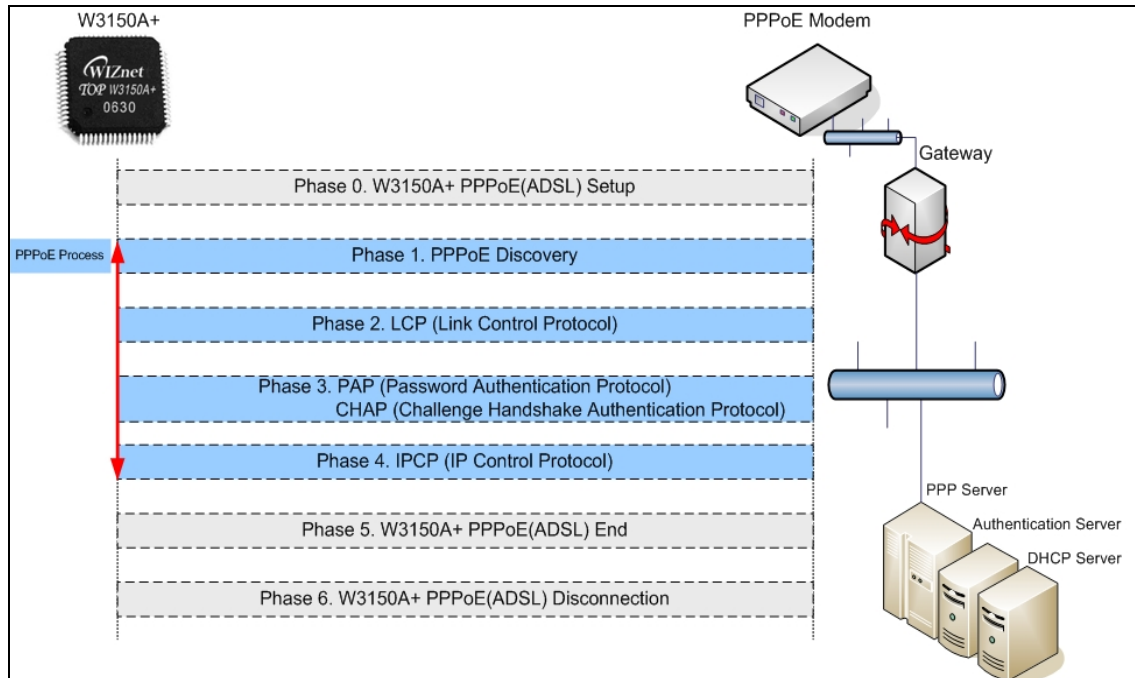 W3150A+
PPPoE Modem
WIZnet
TOP W3150A+
0630
Gateway
Phase 0. W3150A+ PPPoE(ADSL) Setup
PPPoE Process
Phase 1. PPPoE Discovery
Phase 2. LCP (Link Control Protocol)
Phase 3. PAP (Password Authentication Protocol)
CHAP (Challenge Handshake Authentication Protocol)
Phase 4. IPCP (IP Control Protocol)
PPP Server
Phase 5. W3150A+ PPPoE(ADSL) End
Authentication Server
DHCP Server
Phase 6. W3150A+ PPPoE(ADSL) Disconnection